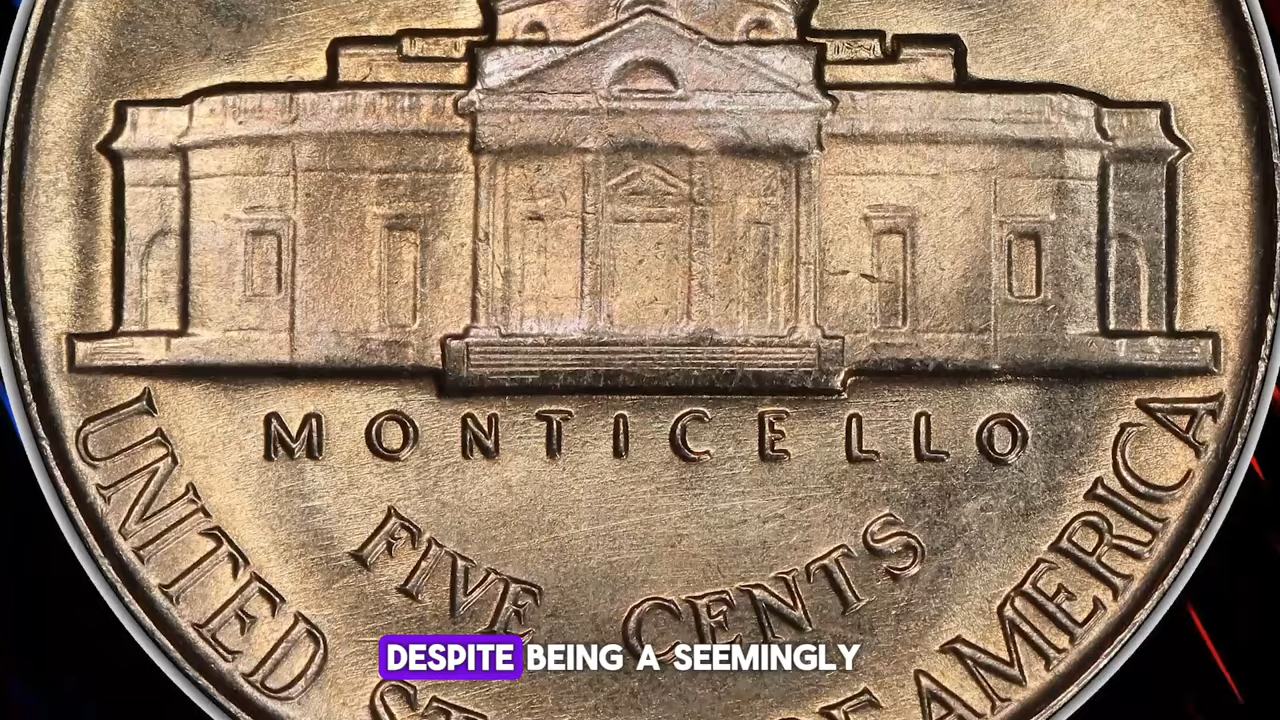 MONTICELLO
FIVE CENTS
UNITED
AMERICA
DESPITE BEING A SEEMINGLY